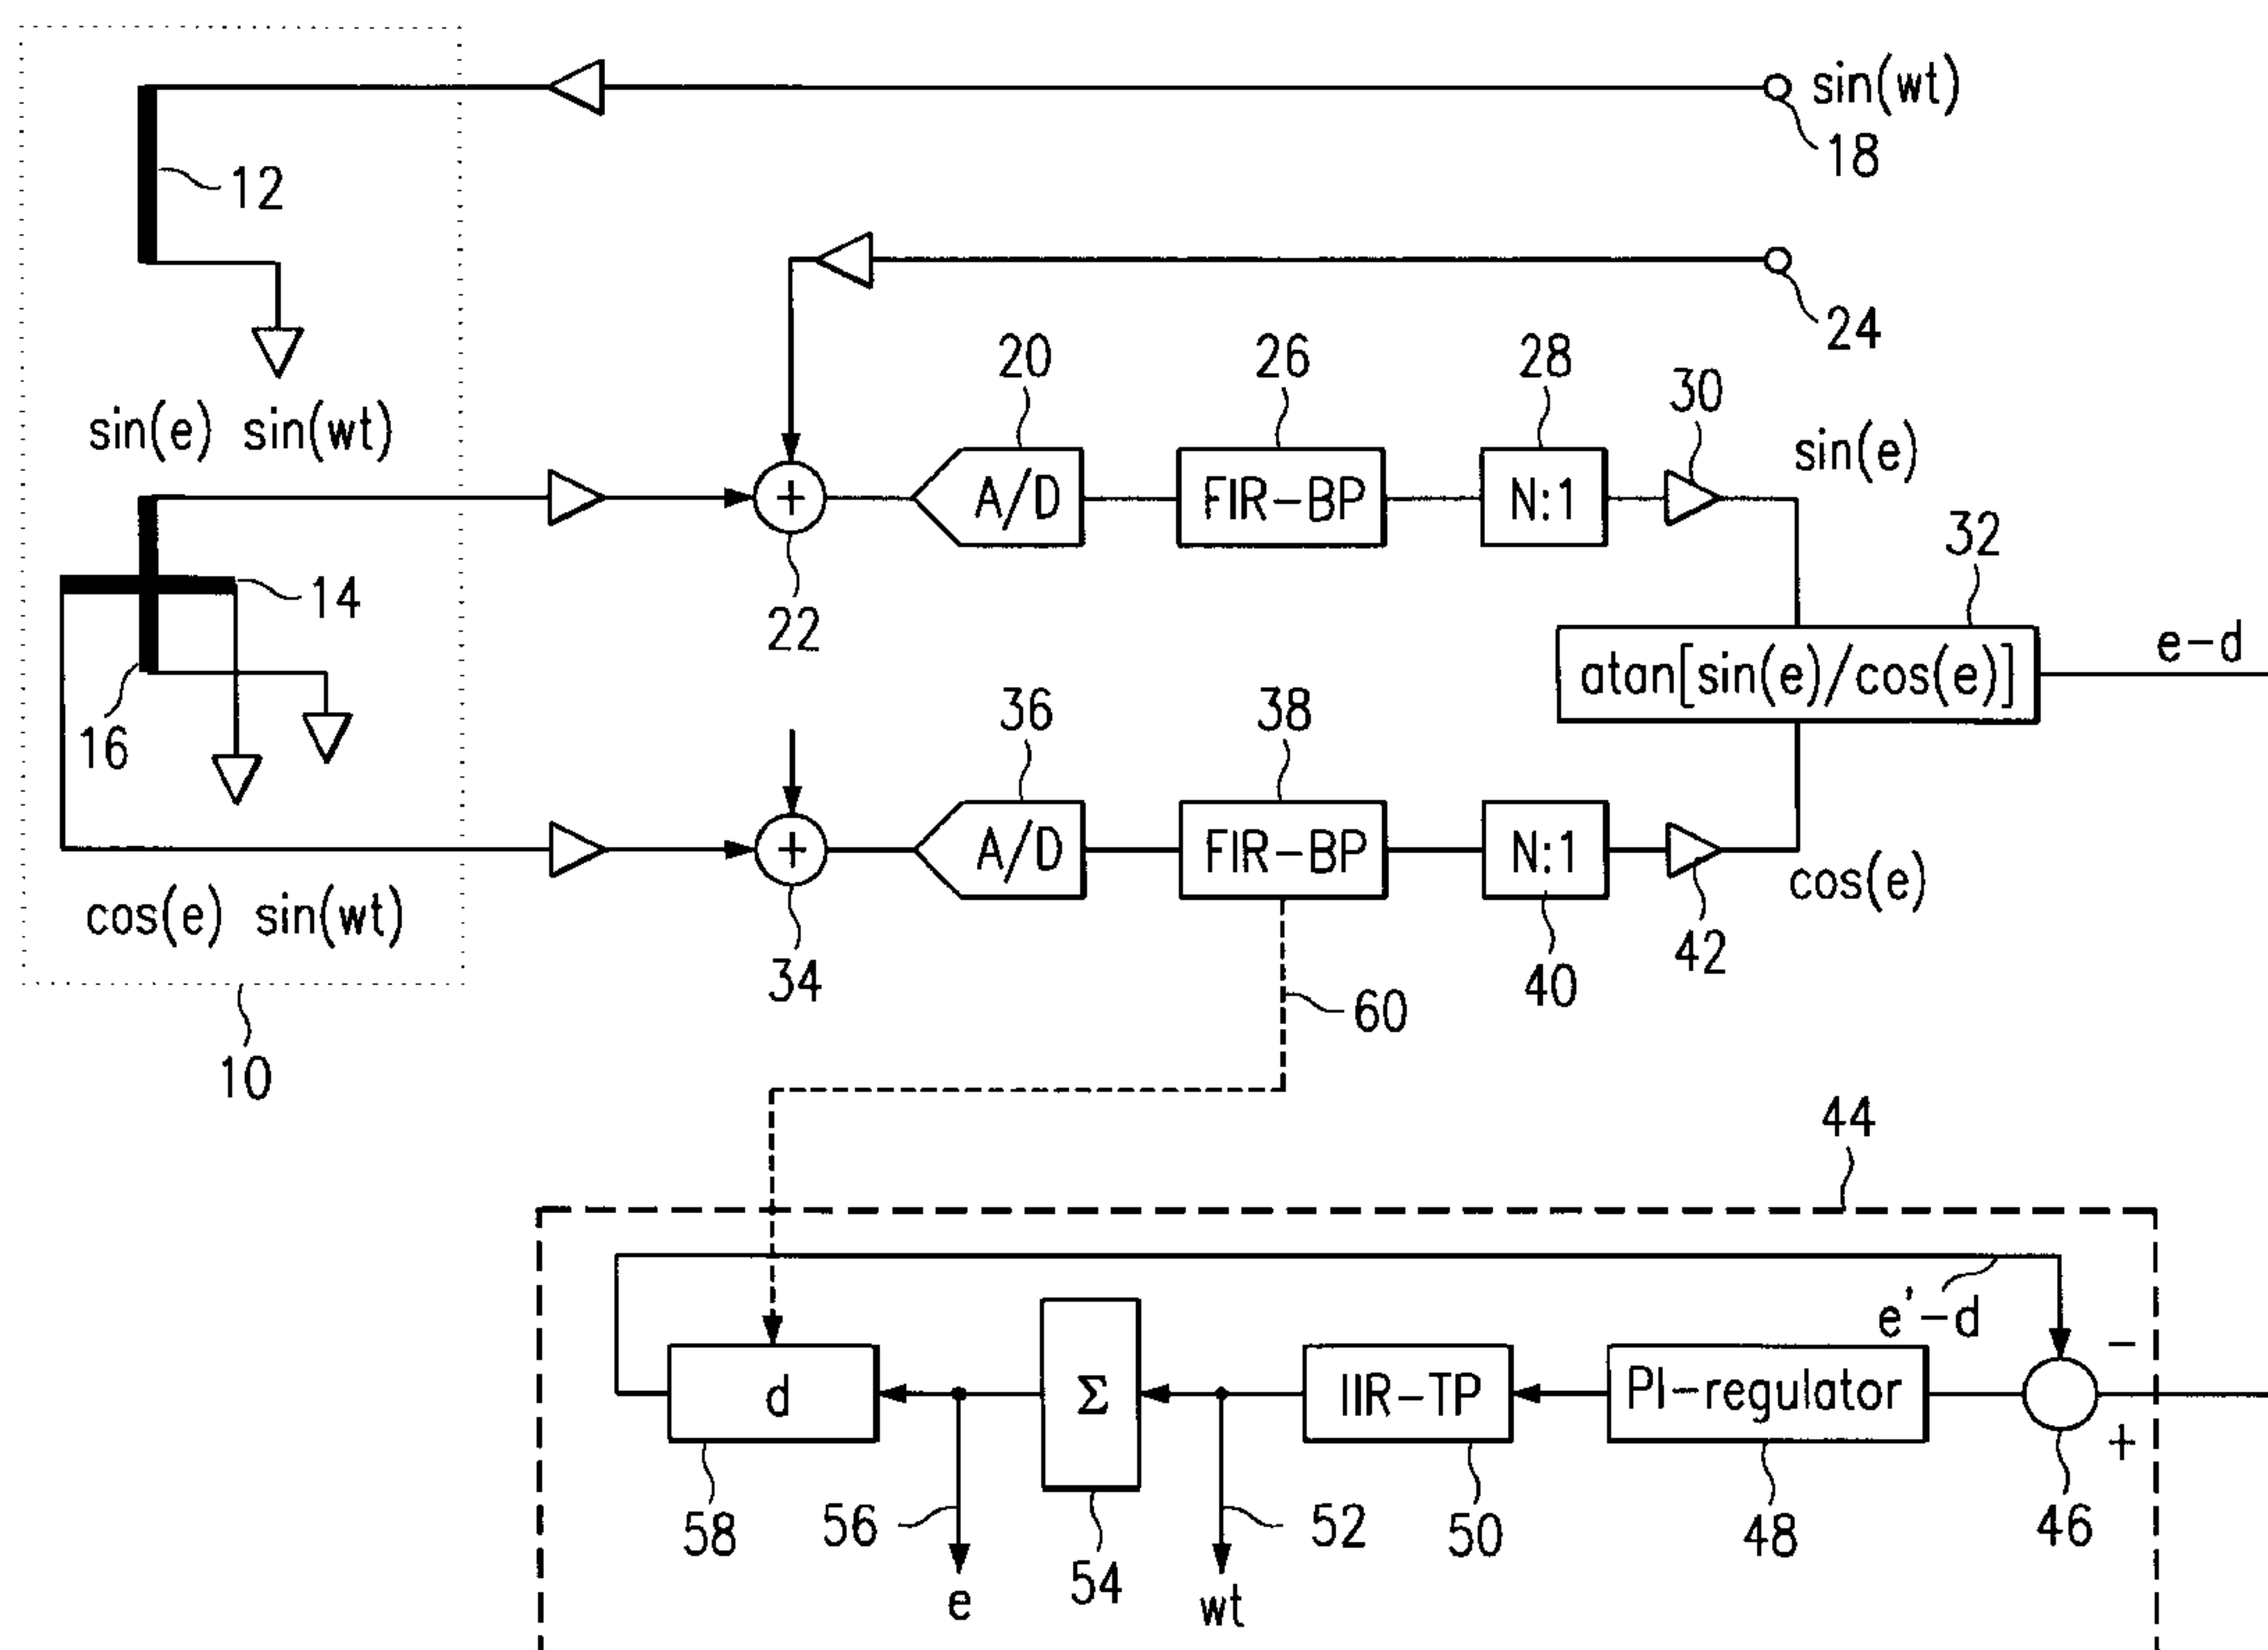 sin(wt)
18
12
24
20
26
28
30
sin(e) sin(wt)
sin(e)
A/D
FIR-BP
N:1
32
14
22
e-d
atan[sin(e)/cos(e)]
36
38
16
A/D
FIR-BP
N:1
cos(e)
cos(e) sin(wt)
42
34
40
60
10
44
e'-d
d
Σ
IIR-TP
PI-regulator
-
+
58
56
54
52
50
48
46
e
wt